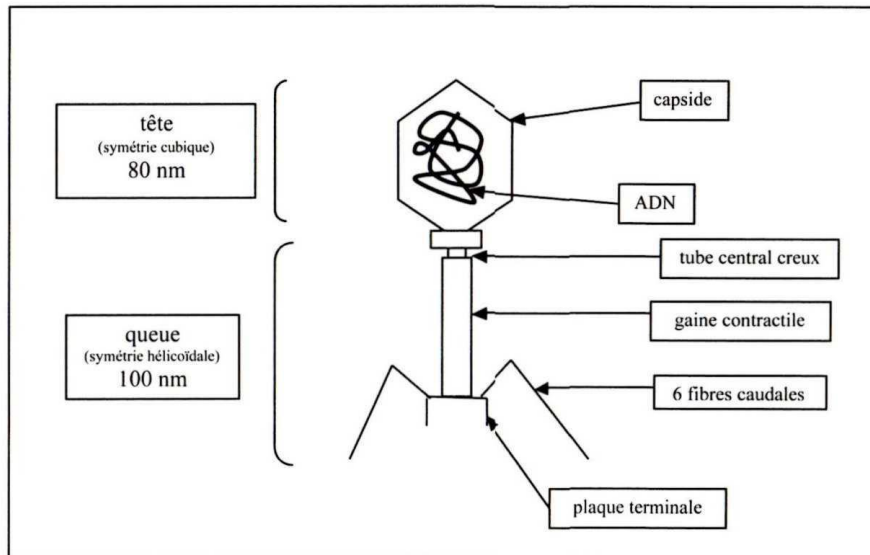 tête
(symétrie cubique)
80 nm
capside
ADN
tube central creux
queue
(symétrie hélicoïdale)
100 nm
gaine contractile
6 fibres caudales
plaque terminale